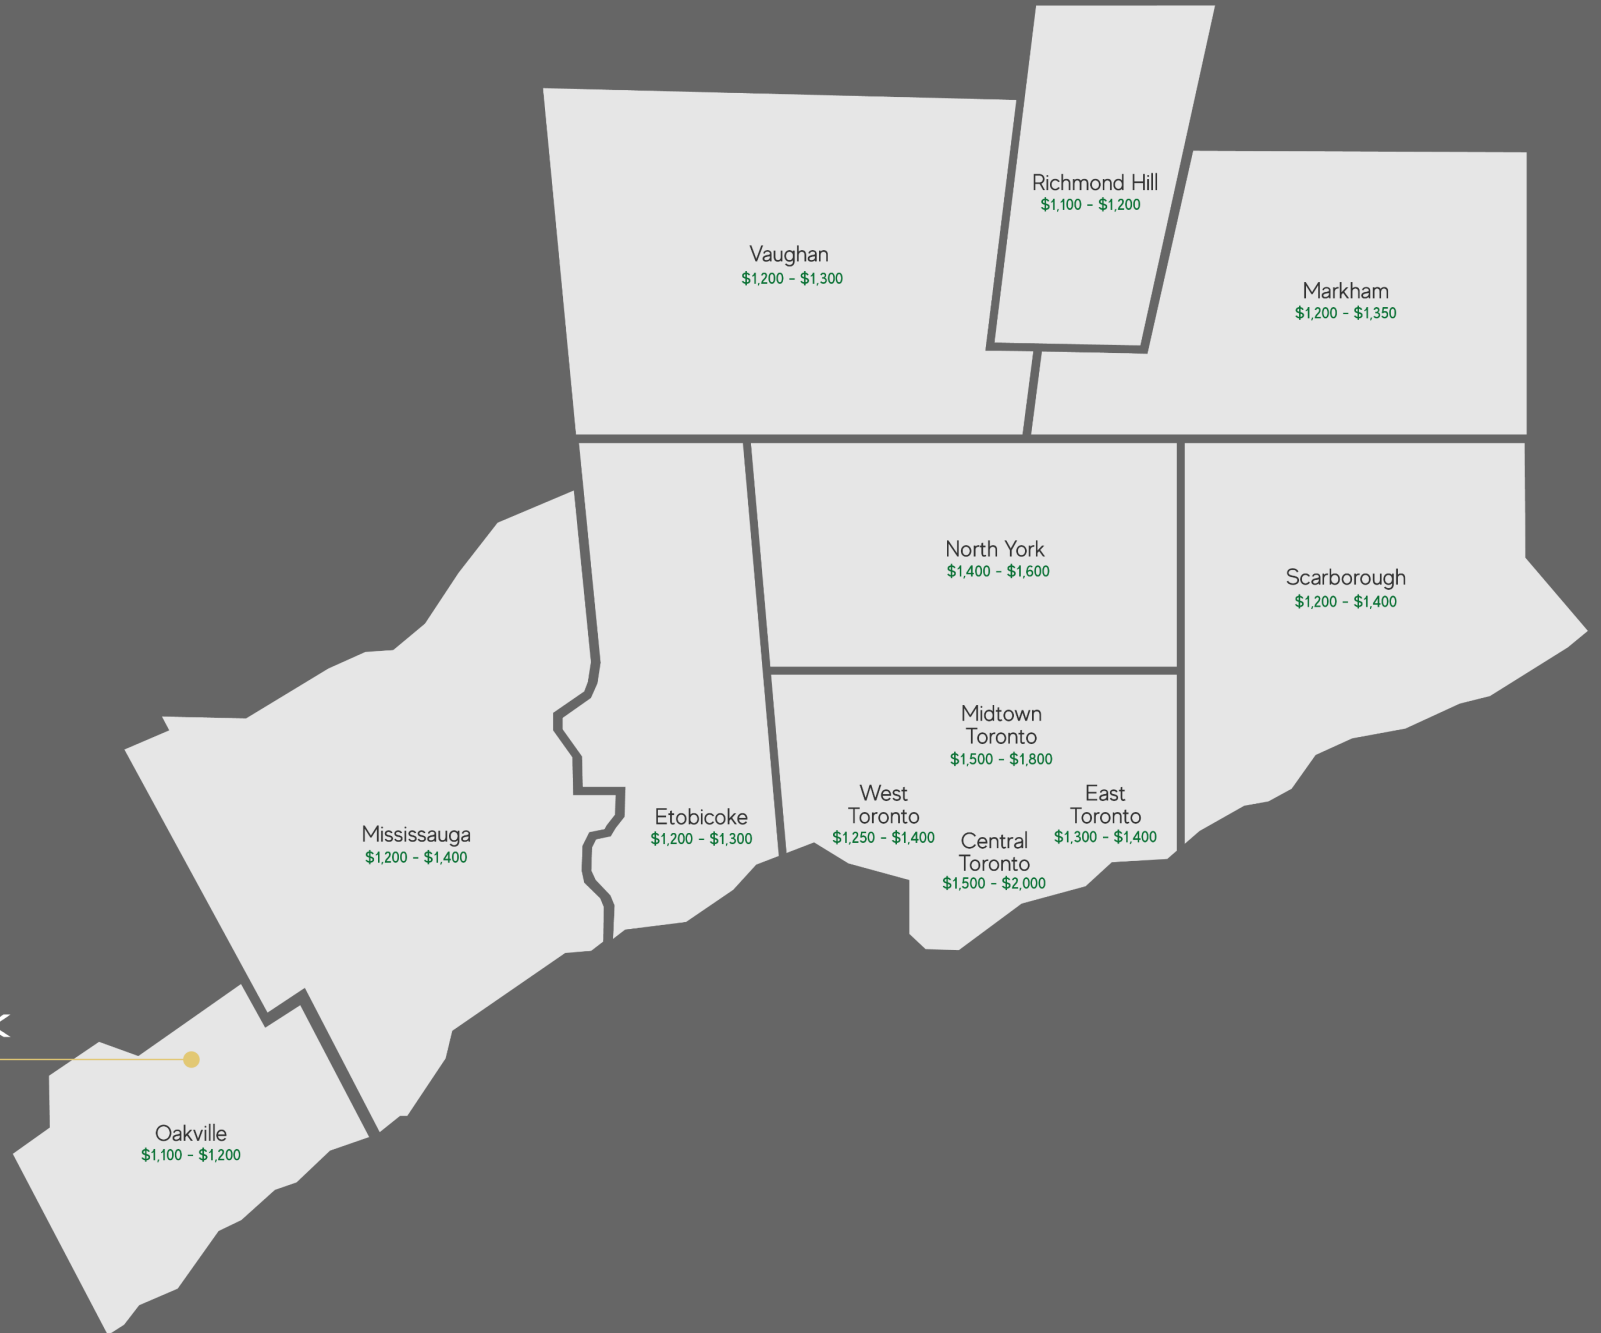 Richmond Hill
$1,100 - $1,200
Vaughan
$1,200 - $1,300
Markham
$1,200 - $1,350
North York
$1,400 - $1,600
Scarborough
$1,200 - $1,400
Midtown
Toronto
$1,500 - $1,800
West
Toronto
$1,250 - $1,400
East
Toronto
$1,300 - $1,400
Central
Toronto
$1,500 - $2,000
Etobicoke
$1,200 - $1,300
Mississauga
$1,200 - $1,400
Oakville
$1,100 - $1,200